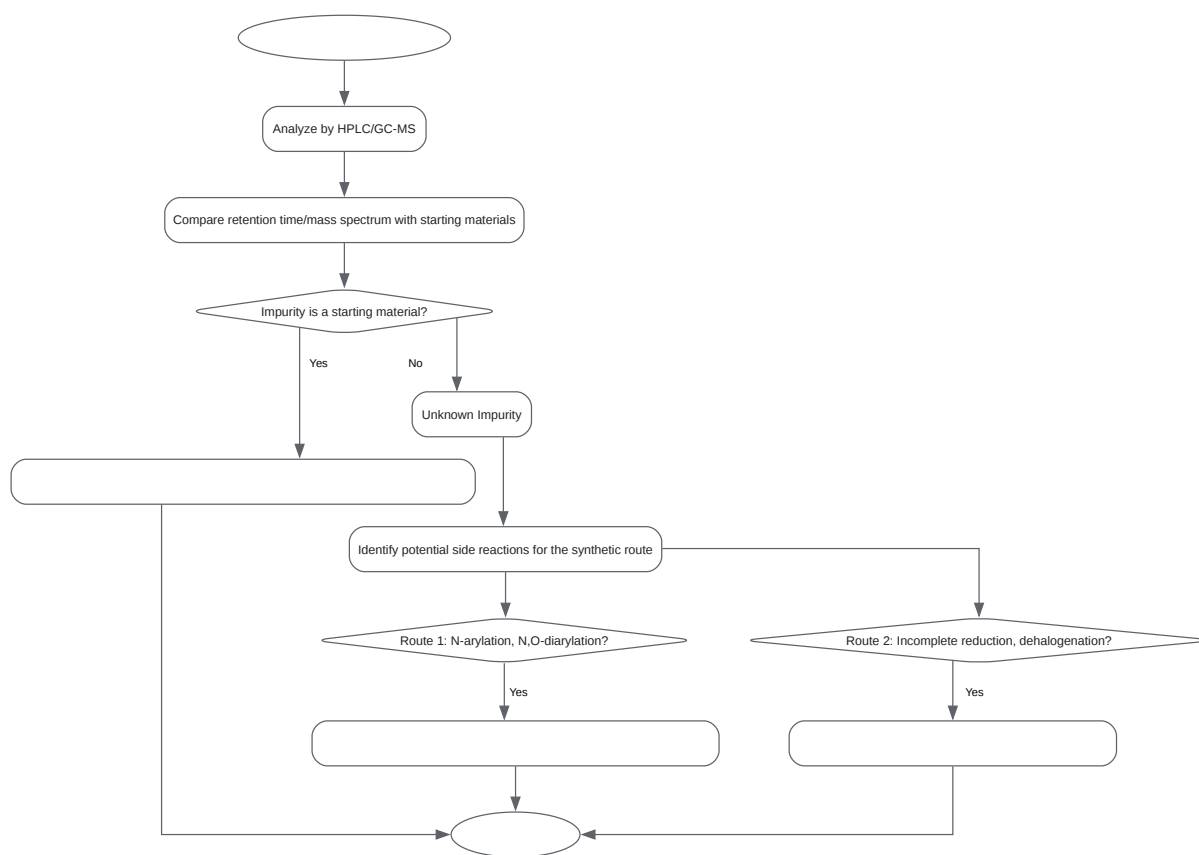 Analyze by HPLC/GC-MS
Compare retention time/mass spectrum with starting materials
Impurity is a starting material?
Yes
No
Unknown Impurity
Identify potential side reactions for the synthetic route
Route 1: N-arylation, N,O-diarylation?
Route 2: Incomplete reduction, dehalogenation?
Yes
Yes